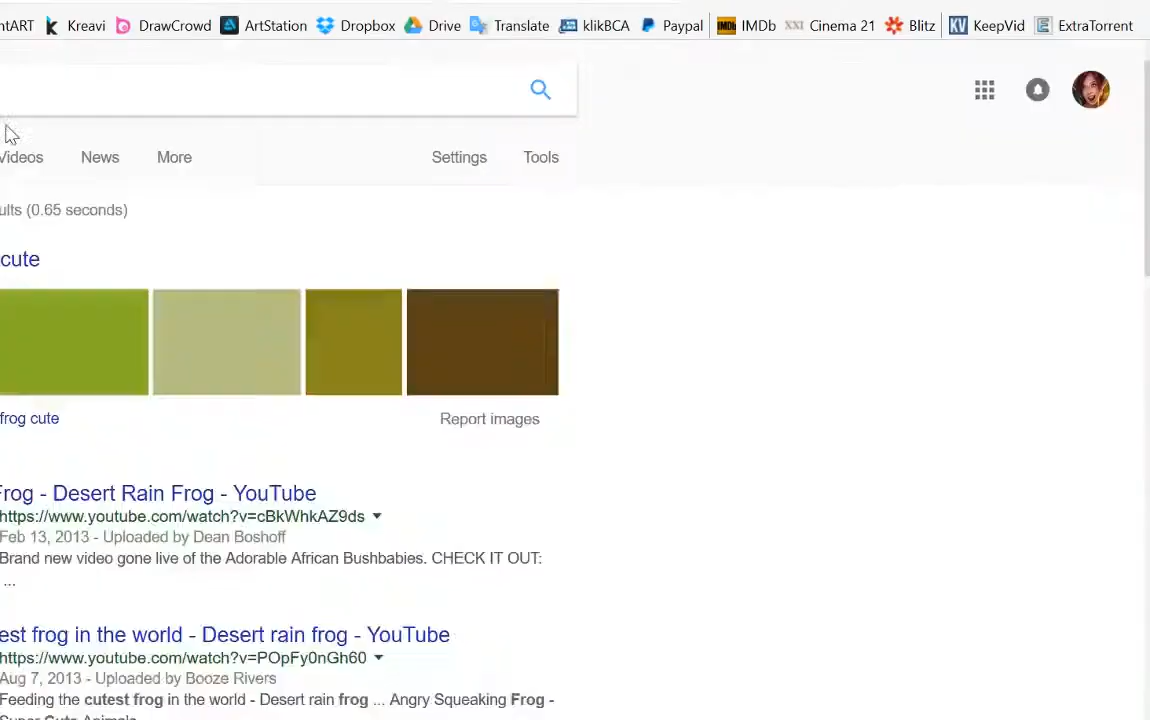 ntART Kreavi DrawCrowd ArtStation Dropbox Drive Translate klikBCA Paypal IMDb XXI Cinema 21 Blitz KV KeepVid E ExtraTorrent
Videos News More Settings Tools
ults (0.65 seconds)
cute
frog cute Report images
Frog - Desert Rain Frog - YouTube
https://www.youtube.com/watch?v=cBkWhkAZ9ds
Feb 13, 2013 - Uploaded by Dean Boshoff
Brand new video gone live of the Adorable African Bushbabies. CHECK IT OUT:
...
est frog in the world - Desert rain frog - YouTube
https://www.youtube.com/watch?v=POpFy0nGh60
Aug 7, 2013 - Uploaded by Booze Rivers
Feeding the cutest frog in the world - Desert rain frog ... Angry Squeaking Frog -
Super Cute Animals